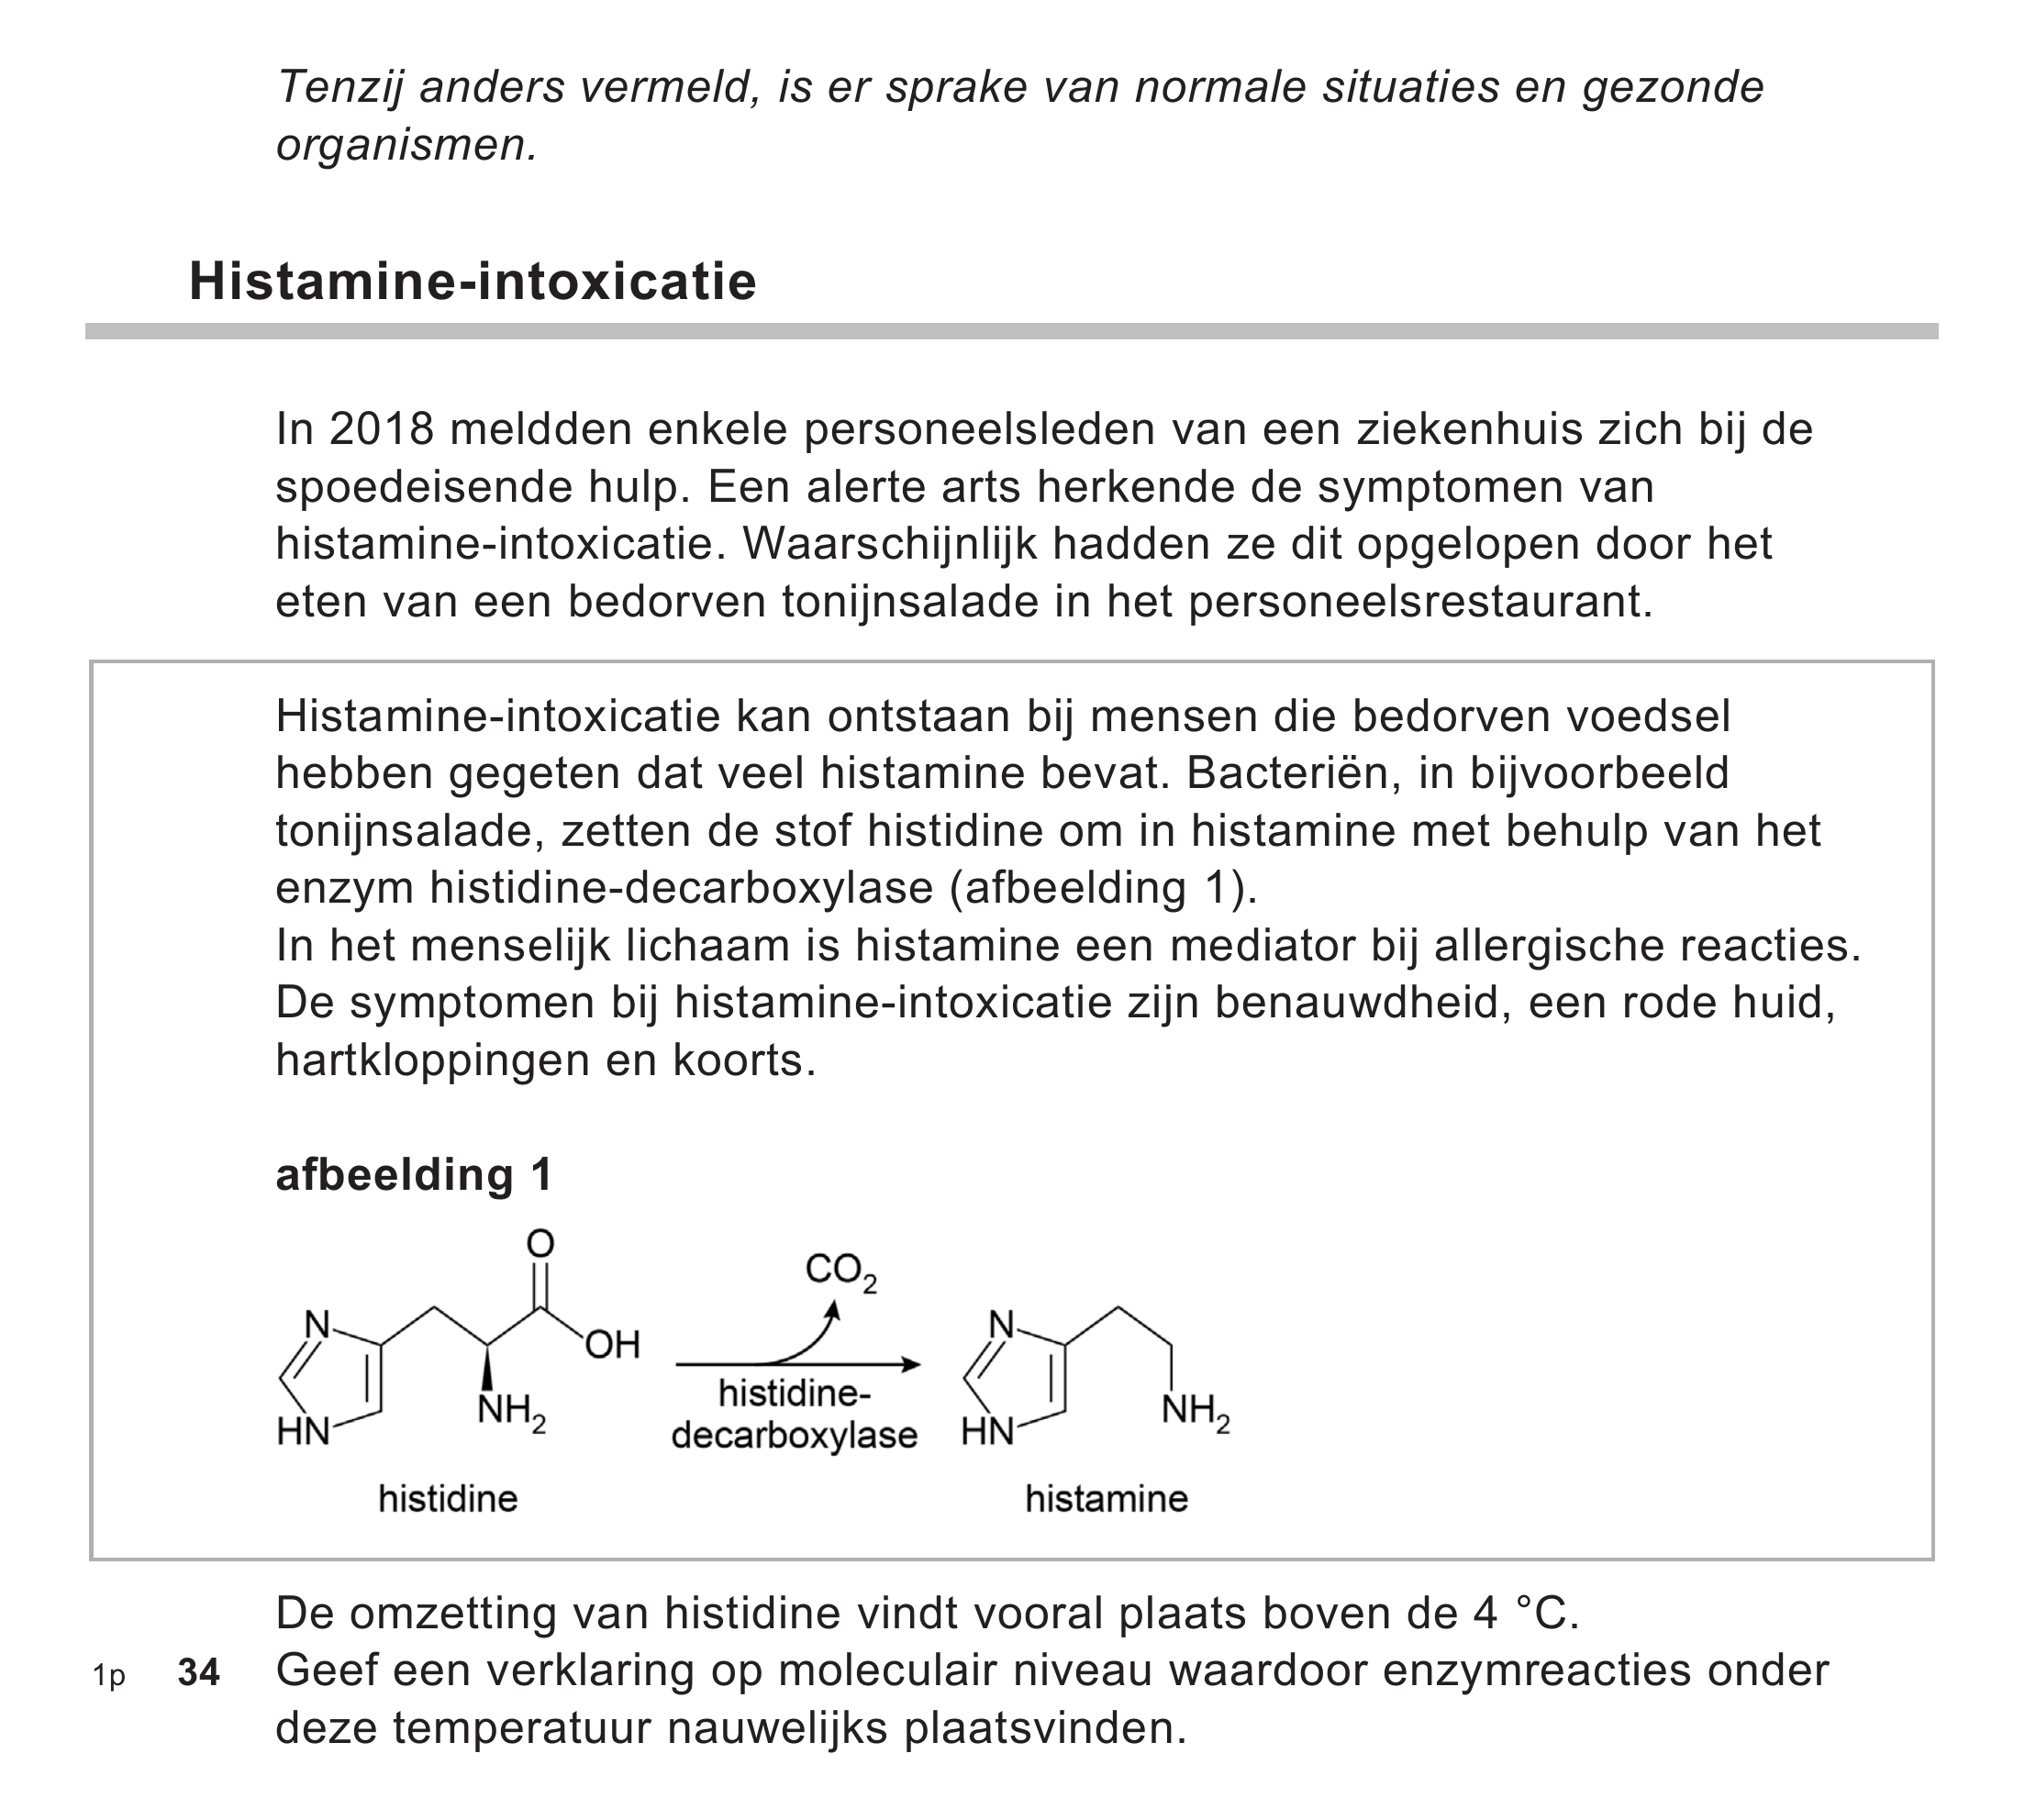 Tenzij anders vermeld, is er sprake van normale situaties en gezonde
organismen.
Histamine-intoxicatie
In 2018 meldden enkele personeelsleden van een ziekenhuis zich bij de
spoedeisende hulp. Een alerte arts herkende de symptomen van
histamine-intoxicatie. Waarschijnlijk hadden ze dit opgelopen door het
eten van een bedorven tonijnsalade in het personeelsrestaurant.
Histamine-intoxicatie kan ontstaan bij mensen die bedorven voedsel
hebben gegeten dat veel histamine bevat. Bacteriën, in bijvoorbeeld
tonijnsalade, zetten de stof histidine om in histamine met behulp van het
enzym histidine-decarboxylase (afbeelding 1).
In het menselijk lichaam is histamine een mediator bij allergische reacties.
De symptomen bij histamine-intoxicatie zijn benauwdheid, een rode huid,
hartkloppingen en koorts.
afbeelding 1
O
N
OH
NH₂
HN
histidine
CO₂
histidine-
decarboxylase
N
HN
NH₂
histamine
De omzetting van histidine vindt vooral plaats boven de 4 °C.
1p 34 Geef een verklaring op moleculair niveau waardoor enzymreacties onder
deze temperatuur nauwelijks plaatsvinden.